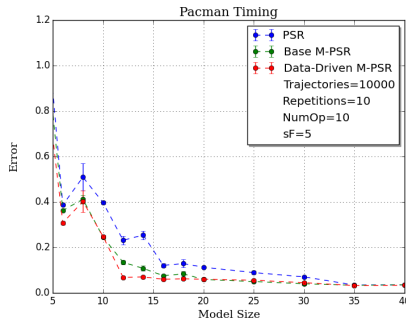 Pacman Timing
1.2
1.0
0.8
0.6
0.4
0.2
0.0
Error
PSR
Base M-PSR
Data-Driven M-PSR
Trajectories=10000
Repetitions=10
NumOp=10
sF=5
5 10 15 20 25 30 35 40
Model Size